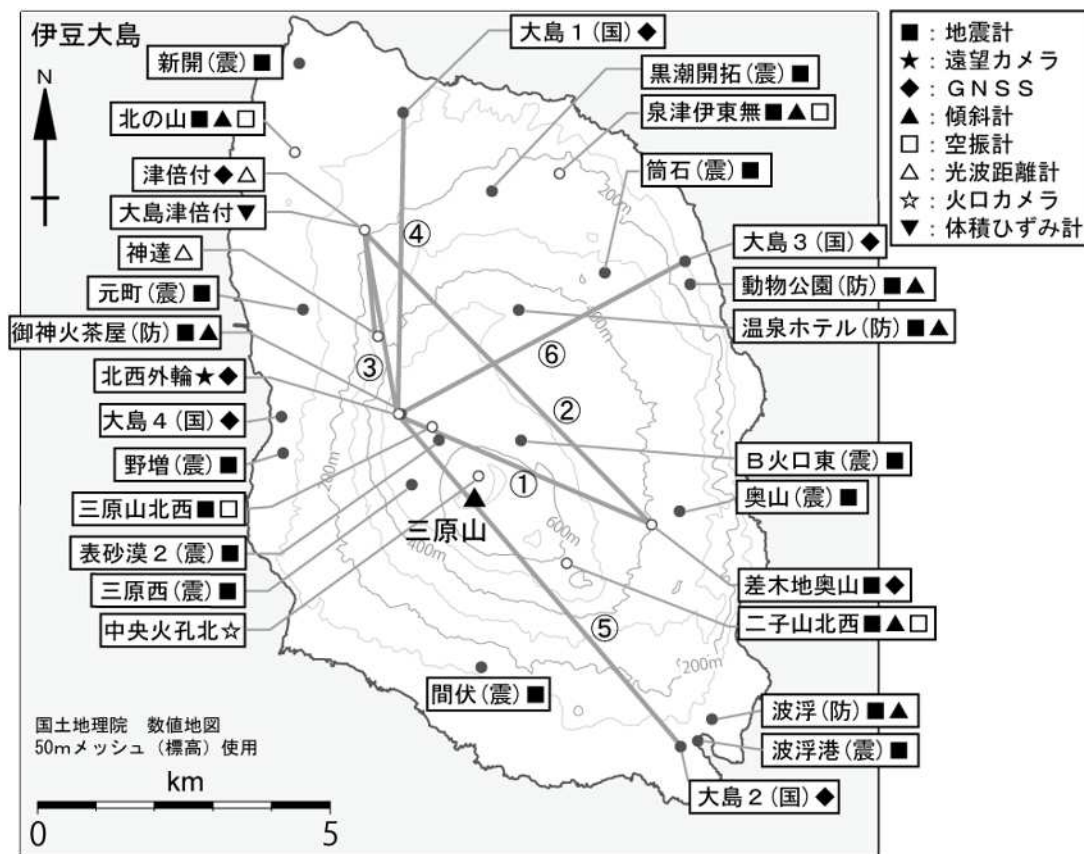 伊豆大島
N
新開(震)■
北の山■▲□
津倍付◆△
大島津倍付▼
神達△
元町(震)■
御神火茶屋(防)■▲
北西外輪★◆
大島4(国)◆
野増(震)■
三原山北西■□
表砂漠2(震)■
三原西(震)■
中央火孔北☆
大島1(国)◆
黒潮開拓(震)■
泉津伊東無■▲□
筒石(震)■
大島3(国)◆
動物公園(防)■▲
温泉ホテル(防)■▲
B火口東(震)■
奥山(震)■
差木地奥山■◆
二子山北西■▲□
波浮(防)■▲
波浮港(震)■
大島2(国)◆
間伏(震)■
三原山
①
②
③
④
⑤
⑥
200m
200m
200m
400m
600m
■:地震計
★:遠望カメラ
◆:GNSS
▲:傾斜計
□:空振計
△:光波距離計
☆:火口カメラ
▼:体積ひずみ計
国土地理院 数値地図
50mメッシュ(標高)使用
km
0 5